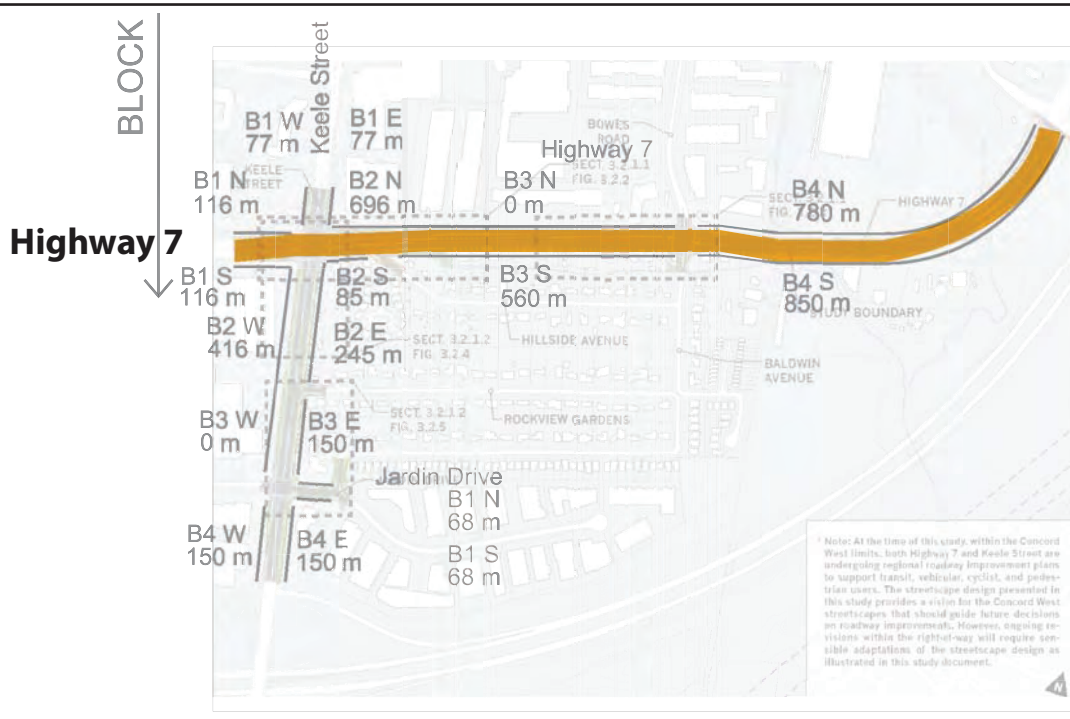 BLOCK
Keele Street
B1 W
77 m
B1 E
77 m
BOWES
ROAD
Highway 7
SECT. 3.2.1.1
FIG. 3.2.2
KEELE
STREET
B1 N
116 m
B2 N
696 m
B3 N
0 m
B4 N
780 m
HIGHWAY 7
Highway 7
B1 S
116 m
B2 S
85 m
B3 S
560 m
B4 S
850 m
STUDY BOUNDARY
B2 W
416 m
B2 E
245 m
SECT. 3.2.1.2
FIG. 3.2.4
HILLSIDE AVENUE
BALDWIN
AVENUE
B3 W
0 m
B3 E
150 m
SECT. 3.2.1.2
FIG. 3.2.5
ROCKVIEW GARDENS
Jardin Drive
B1 N
68 m
B1 S
68 m
B4 W
150 m
B4 E
150 m
Note: At the time of this study, within the Concord
West limits, both Highway 7 and Keele Street are
undergoing regional roadway improvement plans
to support transit, vehicular, cyclist, and pedes-
trian users. The streetscape design presented in
this study provides a vision for the Concord West
streetscapes that should guide future decisions
on roadway improvements. However, ongoing re-
visions within the right-of-way will require sen-
sible adaptations of the streetscape design as
illustrated in this study document.
N